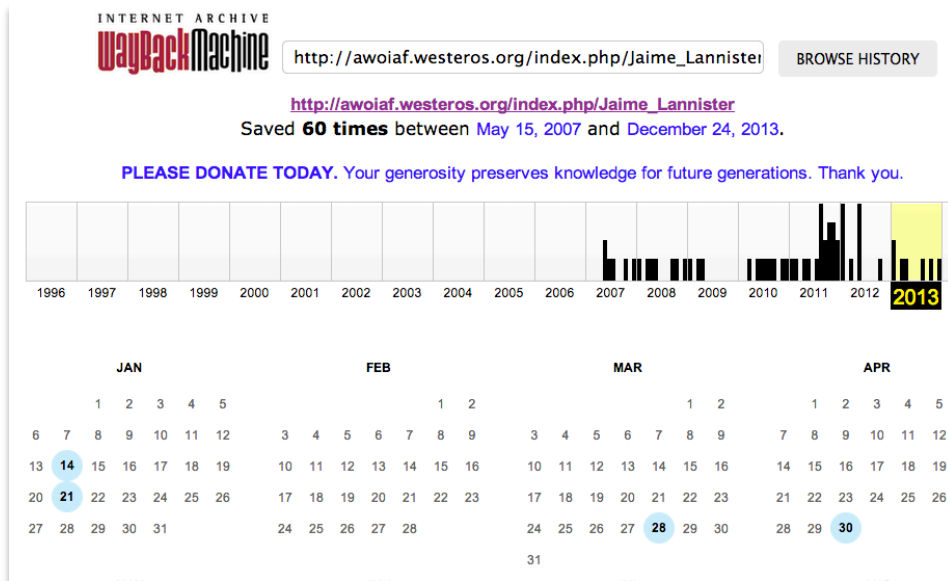 INTERNET ARCHIVE
WayBackMachine
http://awoiaf.westeros.org/index.php/Jaime_Lannister
BROWSE HISTORY
http://awoiaf.westeros.org/index.php/Jaime_Lannister
Saved 60 times between May 15, 2007 and December 24, 2013.
PLEASE DONATE TODAY. Your generosity preserves knowledge for future generations. Thank you.
1996 1997 1998 1999 2000 2001 2002 2003 2004 2005 2006 2007 2008 2009 2010 2011 2012 2013
JAN FEB MAR APR
1 2 3 4 5 1 2 1 2 1 2 3 4 5
6 7 8 9 10 11 12 3 4 5 6 7 8 9 3 4 5 6 7 8 9 7 8 9 10 11 12
13 14 15 16 17 18 19 10 11 12 13 14 15 16 10 11 12 13 14 15 16 14 15 16 17 18 19
20 21 22 23 24 25 26 17 18 19 20 21 22 23 17 18 19 20 21 22 23 21 22 23 24 25 26
27 28 29 30 31 24 25 26 27 28 24 25 26 27 28 29 30 28 29 30
31